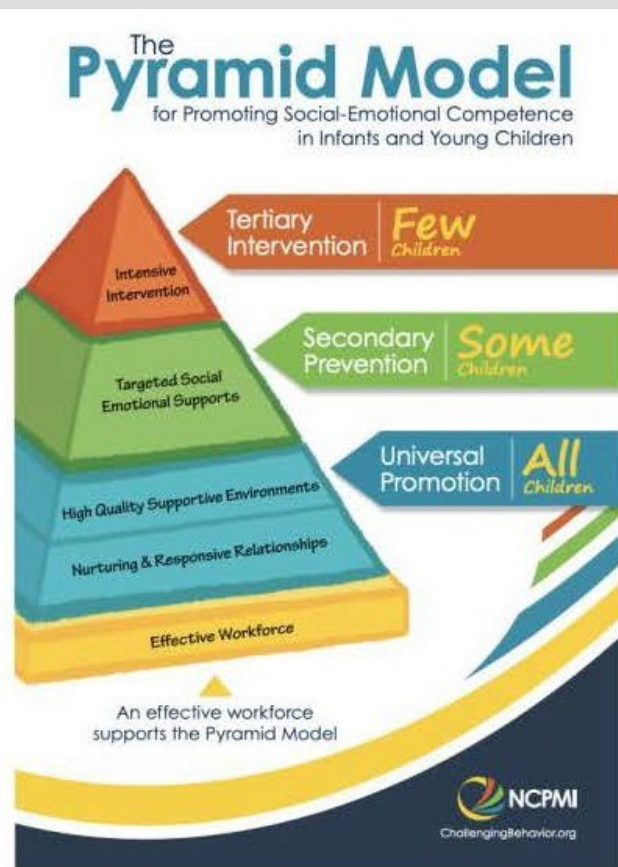 The
Pyramid Model
for Promoting Social-Emotional Competence
in Infants and Young Children
Tertiary
Intervention
Few
Children
Intensive
Intervention
Secondary
Prevention
Some
Children
Targeted Social
Emotional Supports
Universal
Promotion
All
Children
High Quality Supportive Environments
Nurturing & Responsive Relationships
Effective Workforce
An effective workforce
supports the Pyramid Model
NCPMI
ChallengingBehavior.org